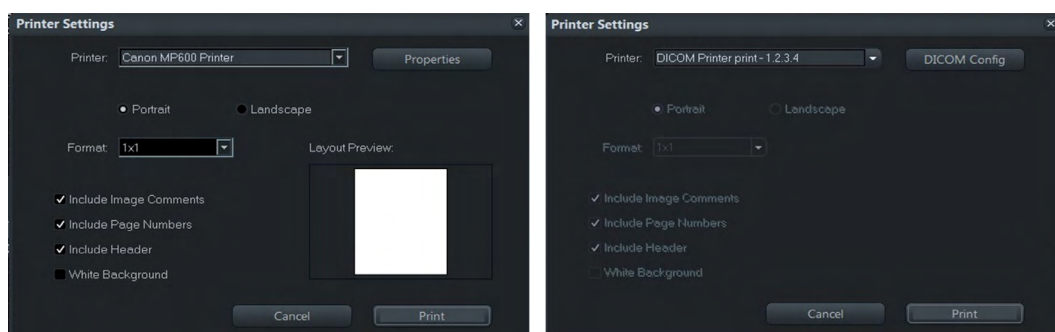 Printer Settings
Printer: Canon MP600 Printer Properties
Portrait Landscape
Format: 1x1 Layout Preview:
Include Image Comments
Include Page Numbers
Include Header
White Background
Cancel Print
Printer Settings
Printer: DICOM Printer print - 1.2.3.4 DICOM Config
Portrait Landscape
Format: 1x1
Include Image Comments
Include Page Numbers
Include Header
White Background
Cancel Print